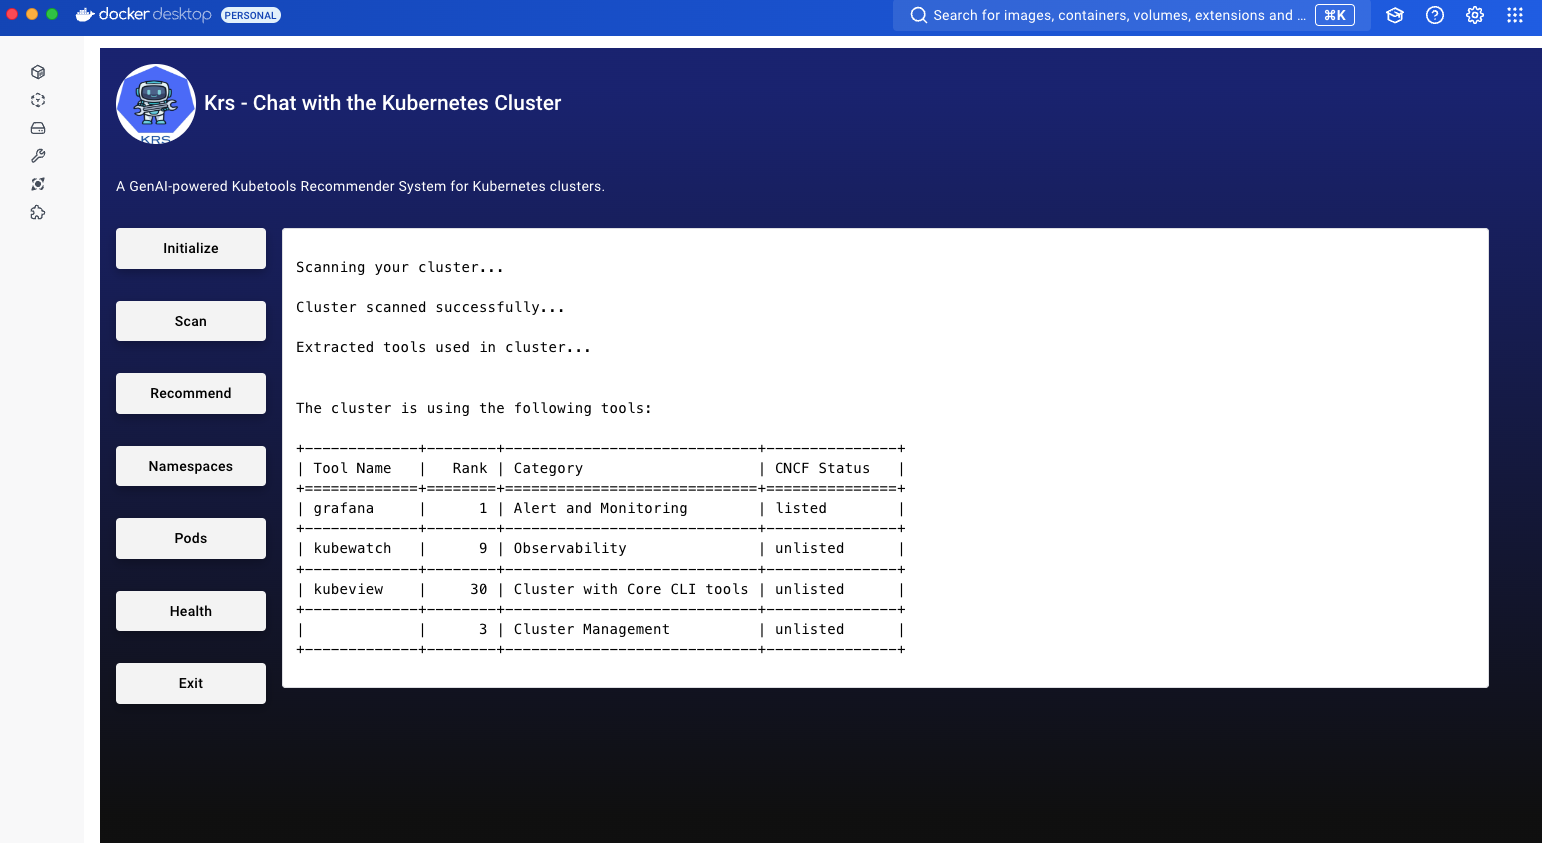 docker desktop PERSONAL
Search for images, containers, volumes, extensions and ... ⌘K
KRS
Krs - Chat with the Kubernetes Cluster
A GenAI-powered Kubetools Recommender System for Kubernetes clusters.
Initialize
Scan
Recommend
Namespaces
Pods
Health
Exit
Scanning your cluster...
Cluster scanned successfully...
Extracted tools used in cluster...
The cluster is using the following tools:
+-------------+--------+-----------------------------+---------------+
| Tool Name   |   Rank | Category                    | CNCF Status   |
+=============+========+=============================+===============+
| grafana     |      1 | Alert and Monitoring        | listed        |
+-------------+--------+-----------------------------+---------------+
| kubewatch   |      9 | Observability               | unlisted      |
+-------------+--------+-----------------------------+---------------+
| kubeview    |     30 | Cluster with Core CLI tools | unlisted      |
+-------------+--------+-----------------------------+---------------+
|             |      3 | Cluster Management          | unlisted      |
+-------------+--------+-----------------------------+---------------+